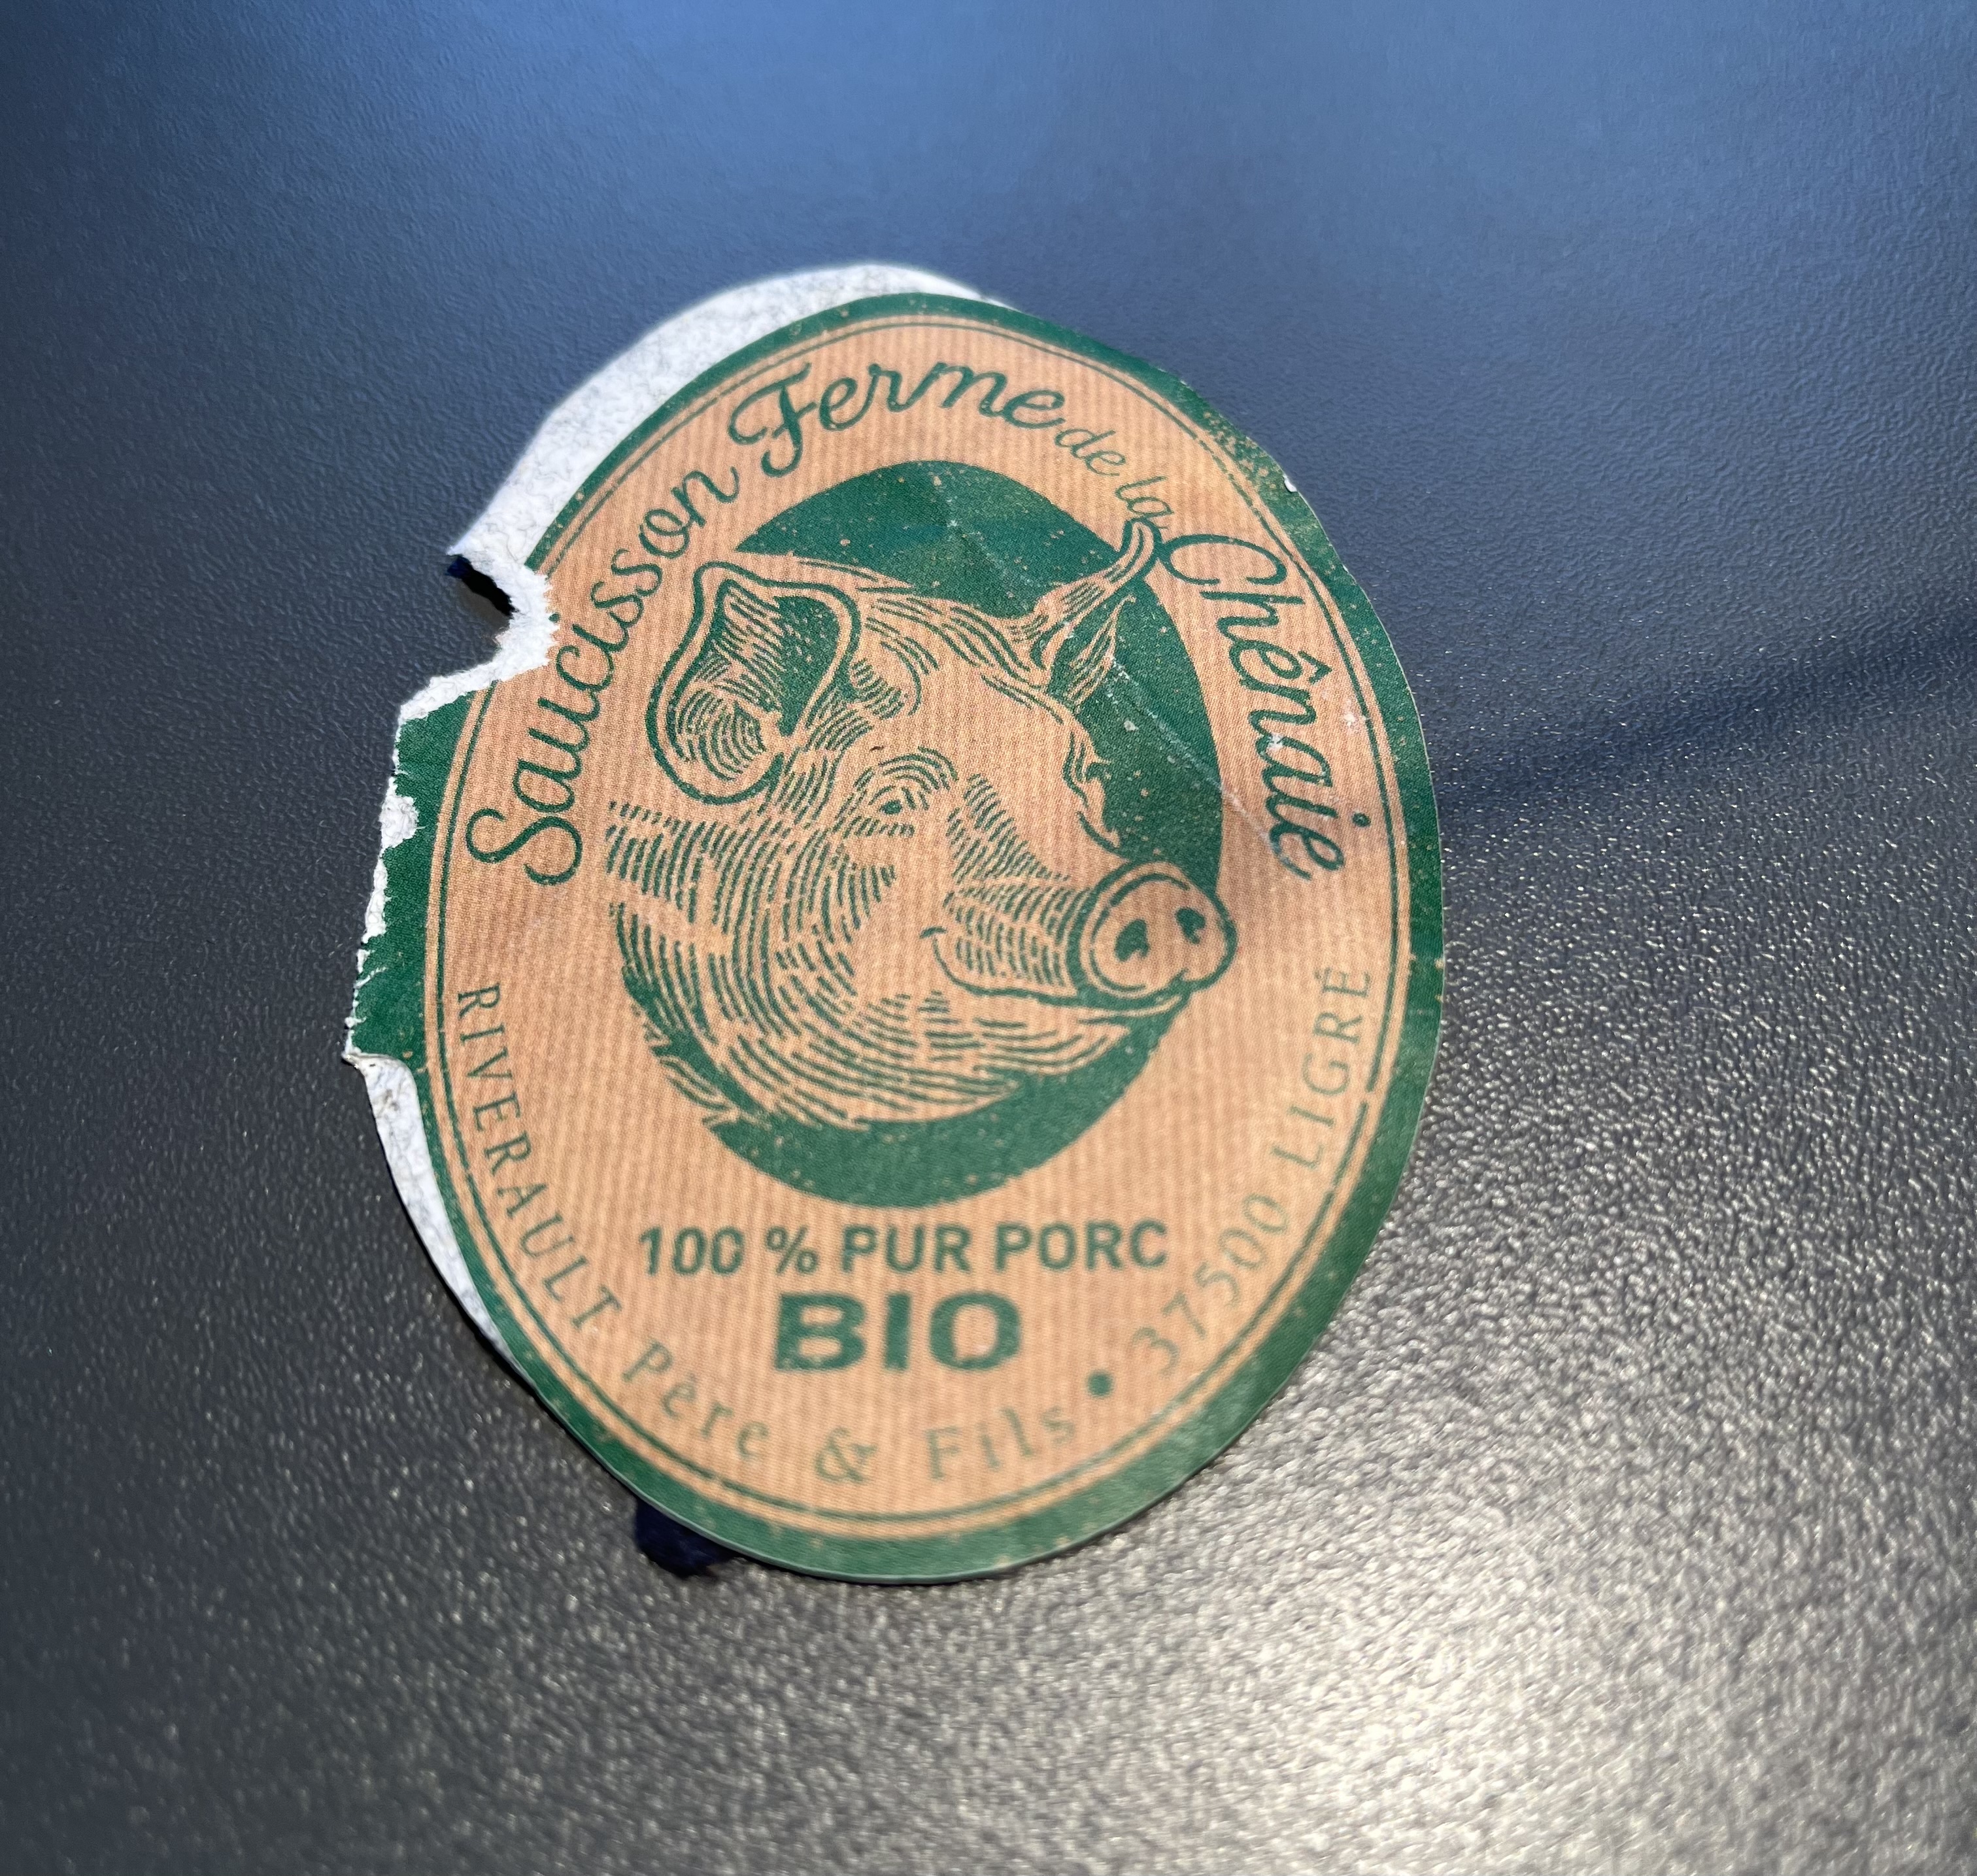 Saucisson Ferme de la Chênaie
100 % PUR PORC
BIO
RIVERAULT Père & Fils • 37500 LIGRÉ